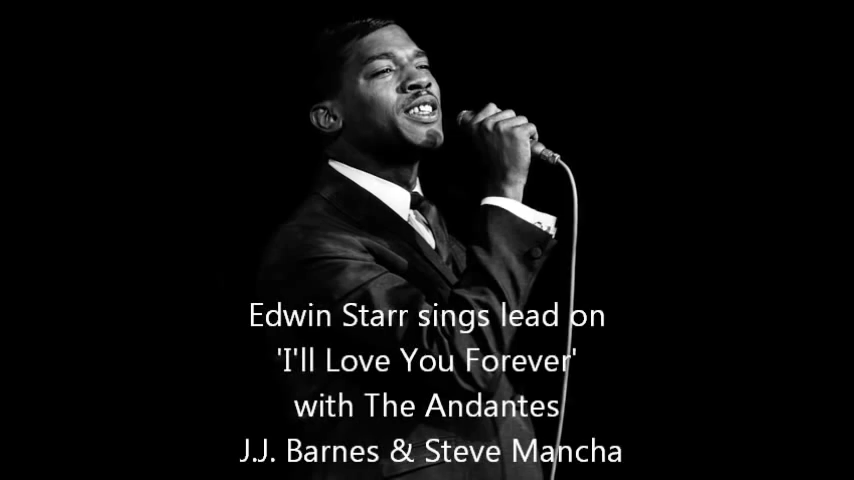 Edwin Starr sings lead on
'I'll Love You Forever'
with The Andantes
J.J. Barnes & Steve Mancha